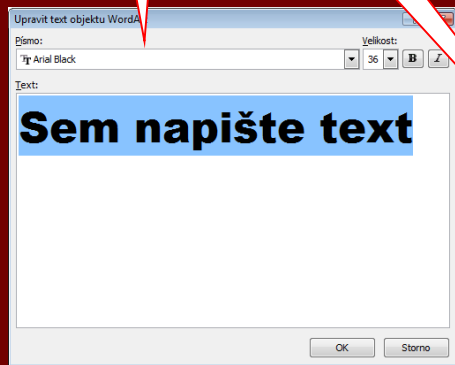 Upravit text objektu WordA
Písmo:
Velikost:
Arial Black
36
B
I
Text:
Sem napište text
OK
Storno